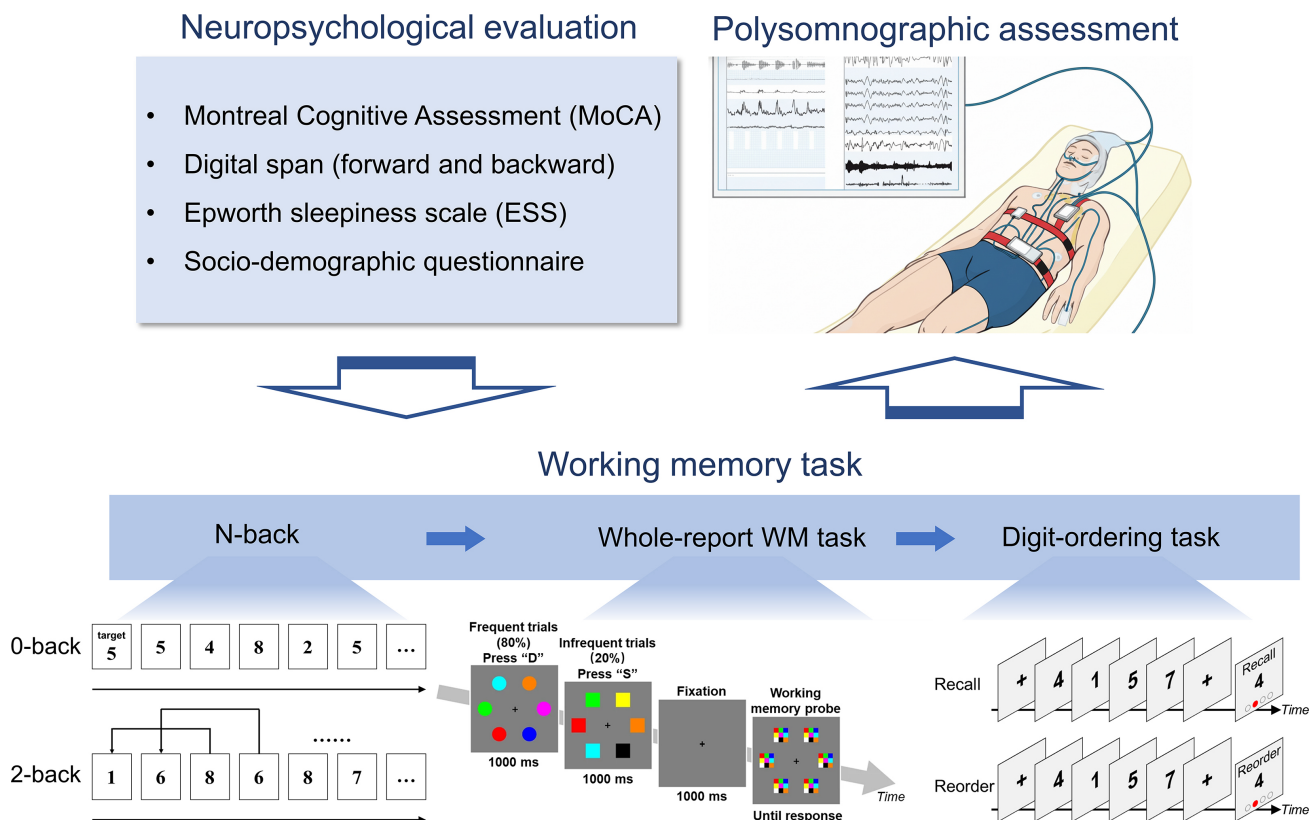 Neuropsychological evaluation
Polysomnographic assessment
• Montreal Cognitive Assessment (MoCA)
• Digital span (forward and backward)
• Epworth sleepiness scale (ESS)
• Socio-demographic questionnaire
Working memory task
N-back
Whole-report WM task
Digit-ordering task
0-back
target
5 5 4 8 2 5 ...
2-back
......
1 6 8 6 8 7 ...
Frequent trials
(80%)
Press “D”
+
1000 ms
Infrequent trials
(20%)
Press “S”
+
1000 ms
Fixation
+
1000 ms
Working
memory probe
+
Until response
Time
Recall
+ 4 1 5 7 +
Recall
4
Time
Reorder
+ 4 1 5 7 +
Reorder
4
Time